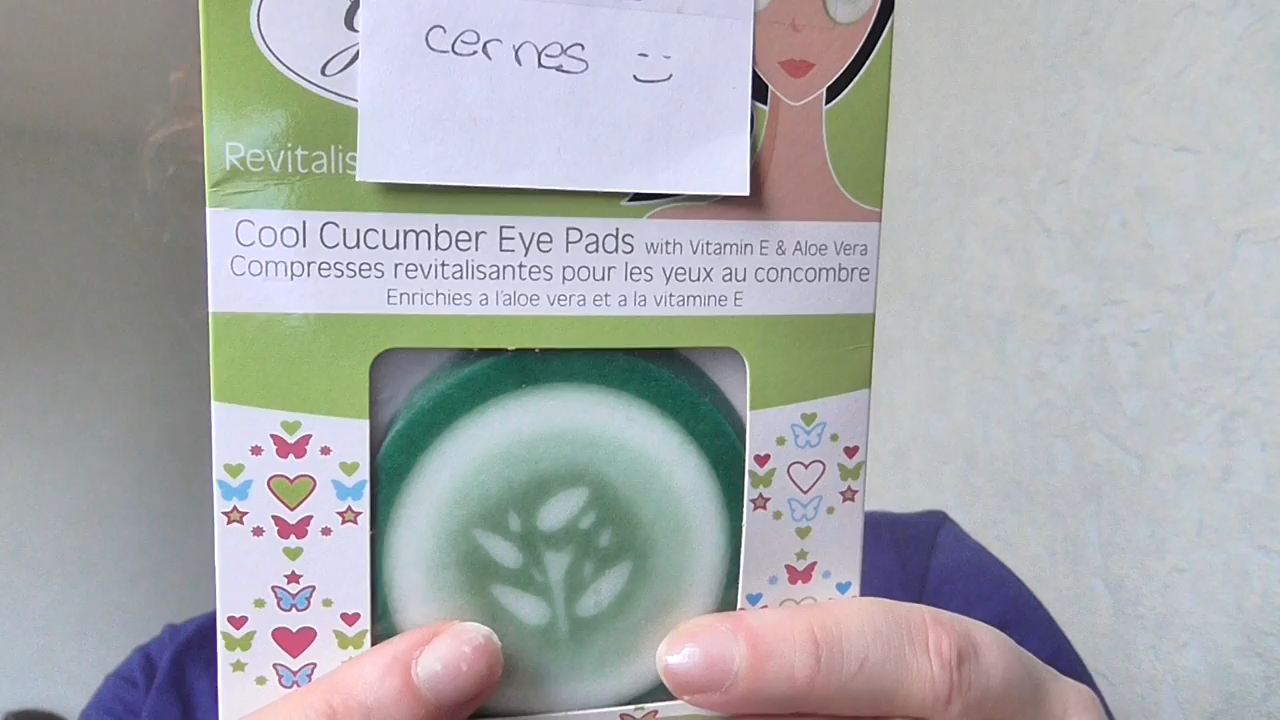 cernes :)
Revitalis
Cool Cucumber Eye Pads with Vitamin E & Aloe Vera
Compresses revitalisantes pour les yeux au concombre
Enrichies a l'aloe vera et a la vitamine E